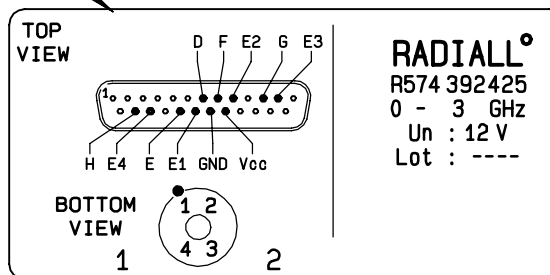 TOP
VIEW
D F E2 G E3
1
H E4 E E1 GND Vcc
BOTTOM
VIEW
1 2
4 3
1 2
RADIALL°
R574 392425
0 - 3 GHz
Un : 12 V
Lot : ----